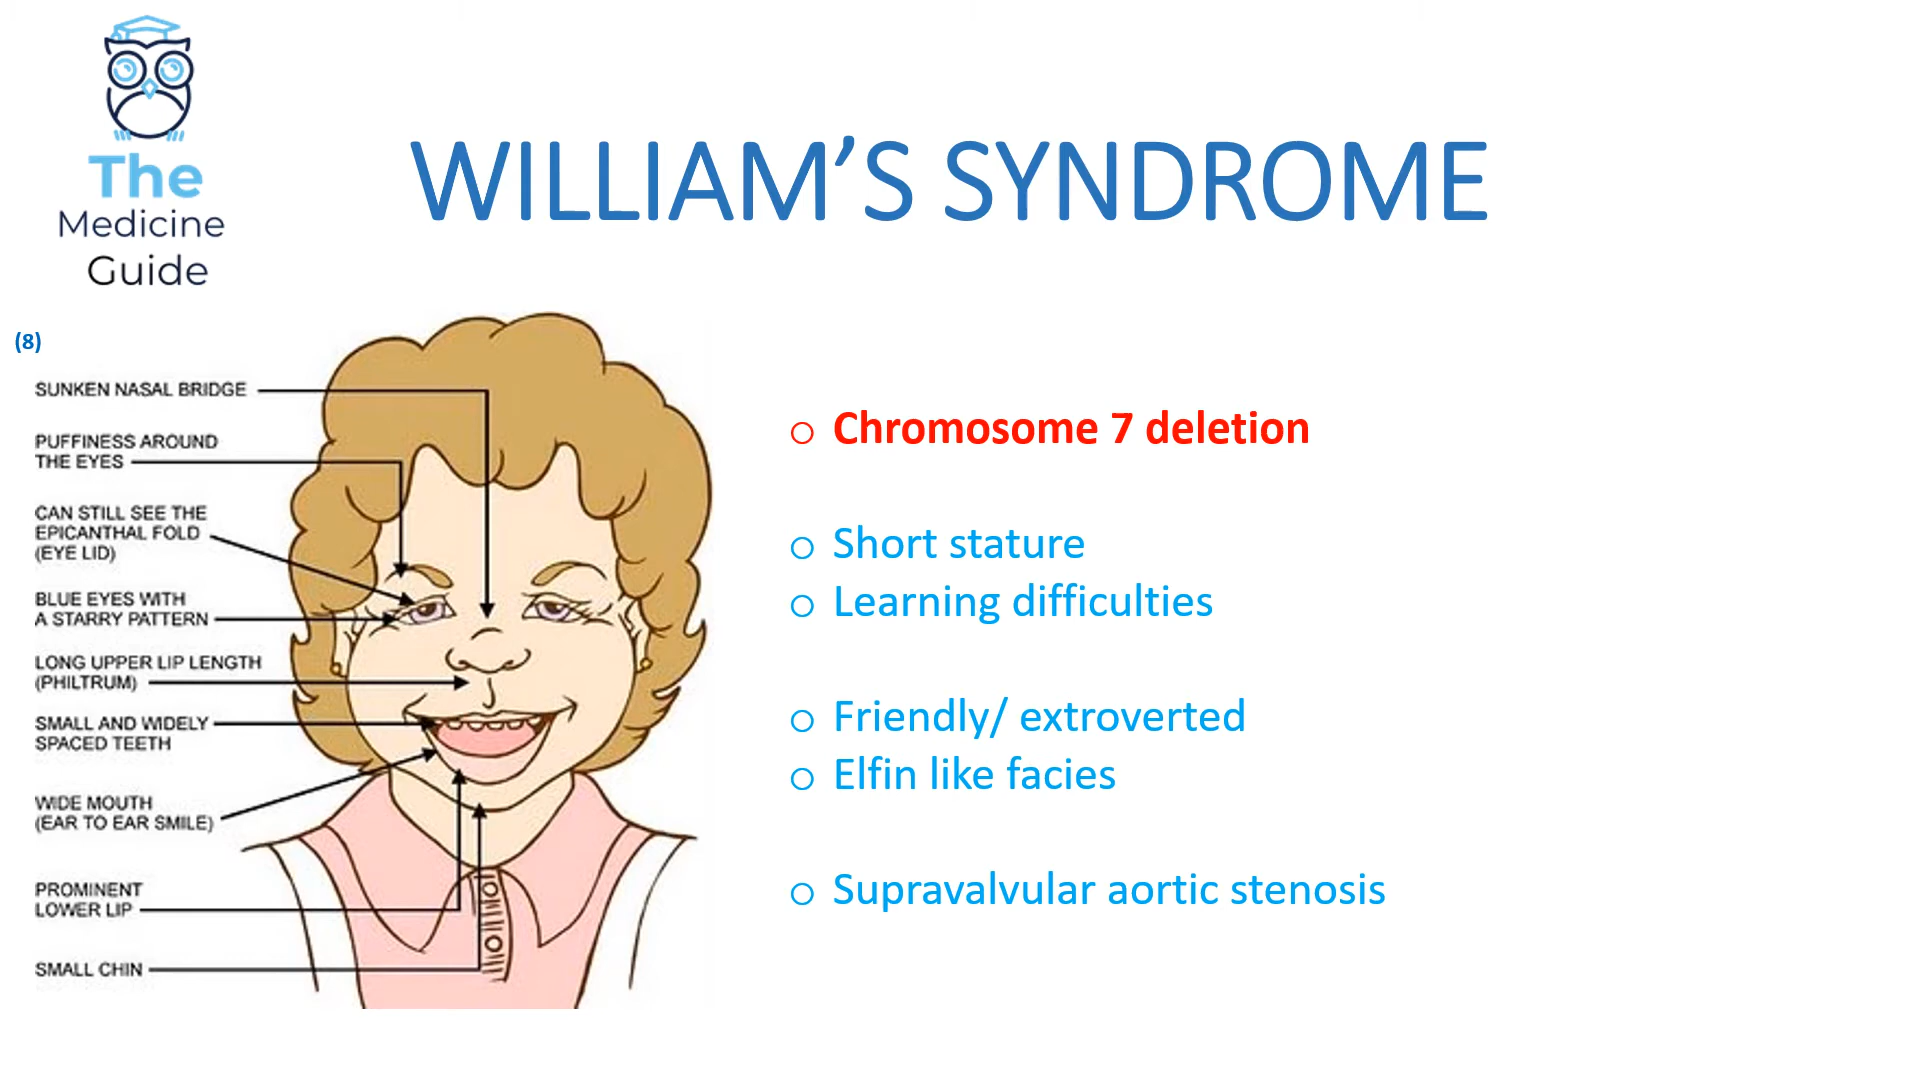 The
Medicine
Guide
WILLIAM’S SYNDROME
(8)
SUNKEN NASAL BRIDGE
PUFFINESS AROUND
THE EYES
CAN STILL SEE THE
EPICANTHAL FOLD
(EYE LID)
BLUE EYES WITH
A STARRY PATTERN
LONG UPPER LIP LENGTH
(PHILTRUM)
SMALL AND WIDELY
SPACED TEETH
WIDE MOUTH
(EAR TO EAR SMILE)
PROMINENT
LOWER LIP
SMALL CHIN
o Chromosome 7 deletion
o Short stature
o Learning difficulties
o Friendly/ extroverted
o Elfin like facies
o Supravalvular aortic stenosis